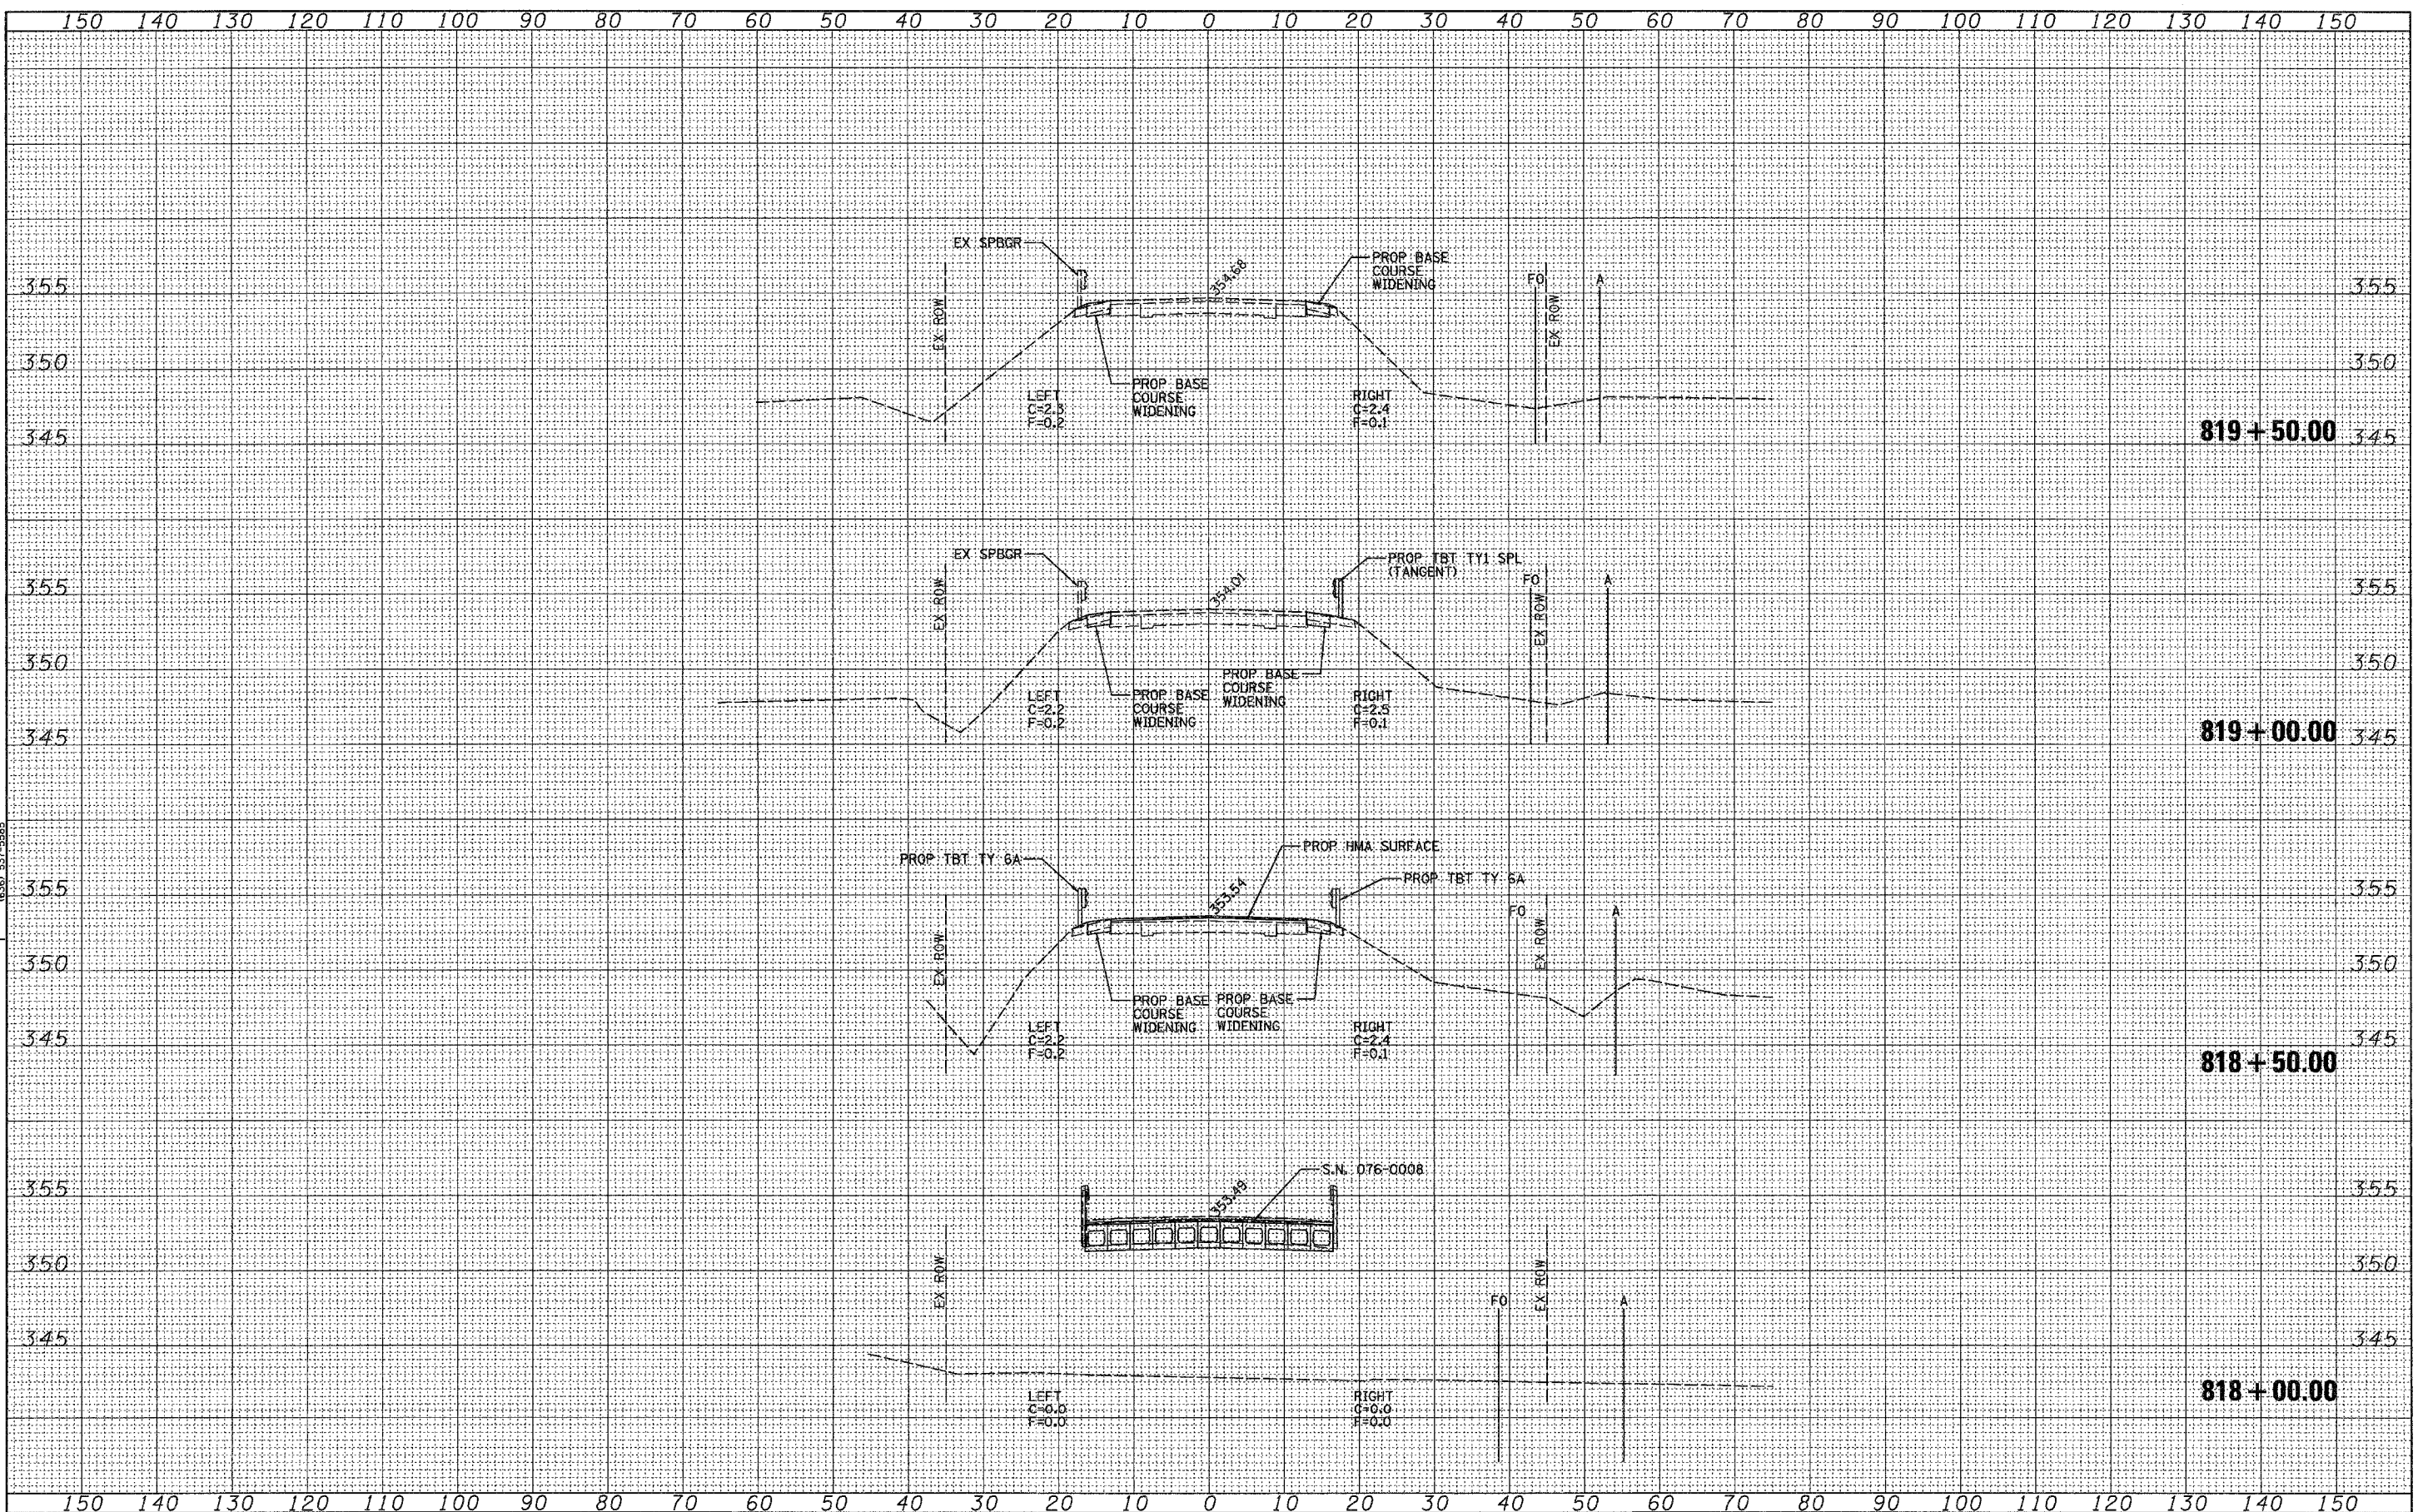 150 140 130 120 110 100 90 80 70 60 50 40 30 20 10 0 10 20 30 40 50 60 70 80 90 100 110 120 130 140 150
EX SPBGR
354.68
PROP BASE
COURSE
WIDENING
FO
EX ROW
A
EX ROW
355
355
350
350
PROP BASE
COURSE
WIDENING
LEFT
C=2.3
F=0.2
RIGHT
C=2.4
F=0.1
345
819+50.00
345
EX SPBGR
354.01
PROP TBT TY1 SPL
(TANGENT)
FO
EX ROW
A
EX ROW
355
355
350
350
PROP BASE
COURSE
WIDENING
PROP BASE
COURSE
WIDENING
LEFT
C=2.2
F=0.2
RIGHT
C=2.5
F=0.1
345
819+00.00
345
PROP HMA SURFACE
PROP TBT TY 6A
353.54
PROP TBT TY 6A
FO
EX ROW
A
EX ROW
355
355
350
350
PROP BASE
COURSE
WIDENING
PROP BASE
COURSE
WIDENING
LEFT
C=2.2
F=0.2
RIGHT
C=2.4
F=0.1
345
345
818+50.00
S.N. 076-0008
353.49
355
355
350
350
EX ROW
EX ROW
FO
A
345
345
LEFT
C=0.0
F=0.0
RIGHT
C=0.0
F=0.0
818+00.00
150 140 130 120 110 100 90 80 70 60 50 40 30 20 10 0 10 20 30 40 50 60 70 80 90 100 110 120 130 140 150